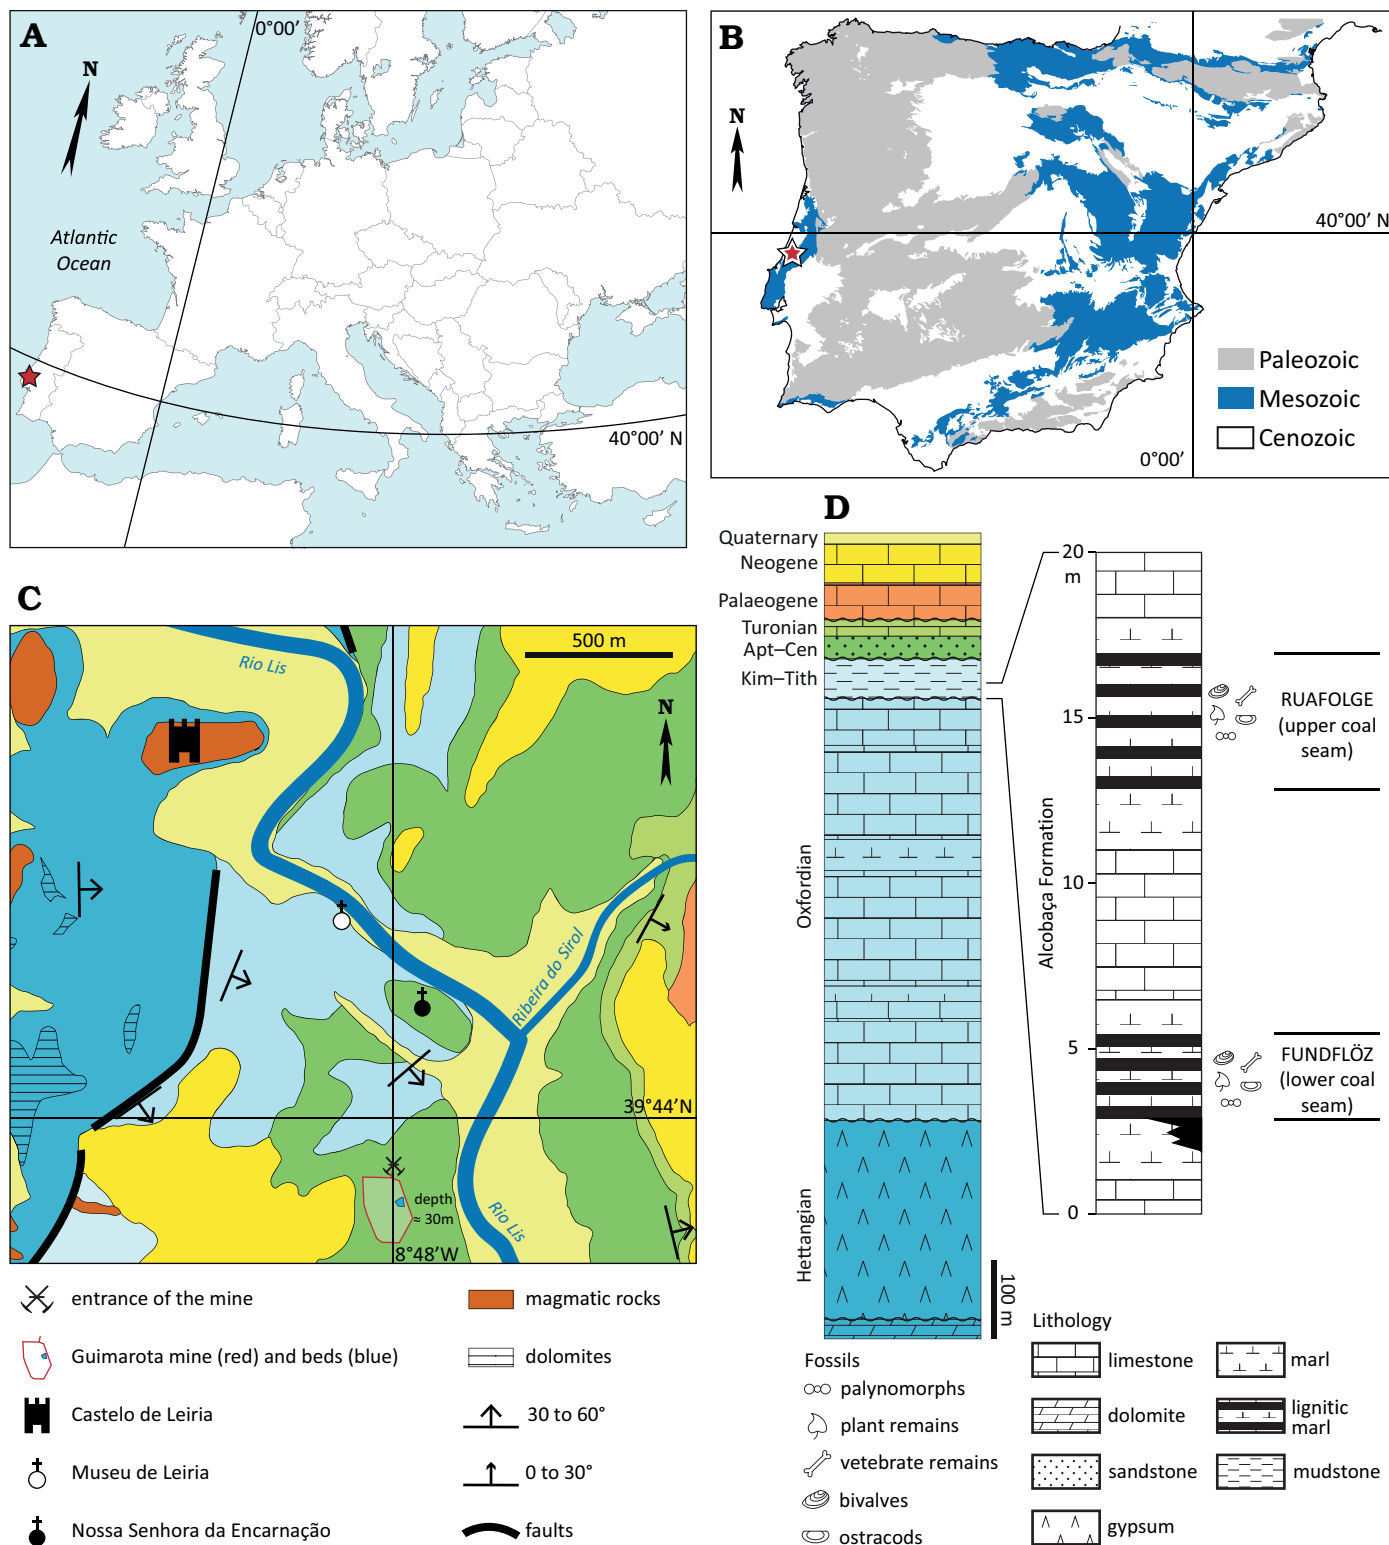 A
0°00’
N
Atlantic
Ocean
40°00’ N
B
N
40°00’ N
Paleozoic
Mesozoic
Cenozoic
0°00’
C
500 m
Rio Lis
N
Ribeira do Sirol
39°44’N
depth
≈ 30m
Rio Lis
8°48’W
entrance of the mine
magmatic rocks
Guimarota mine (red) and beds (blue)
dolomites
Castelo de Leiria
30 to 60°
Museu de Leiria
0 to 30°
Nossa Senhora da Encarnação
faults
D
Quaternary
Neogene
Palaeogene
Turonian
Apt–Cen
Kim–Tith
Oxfordian
Hettangian
100 m
20
m
15
10
5
0
Alcobaça Formation
RUAFOLGE
(upper coal
seam)
FUNDFLÖZ
(lower coal
seam)
Fossils
palynomorphs
plant remains
vetebrate remains
bivalves
ostracods
Lithology
limestone
marl
dolomite
lignitic
marl
sandstone
mudstone
gypsum